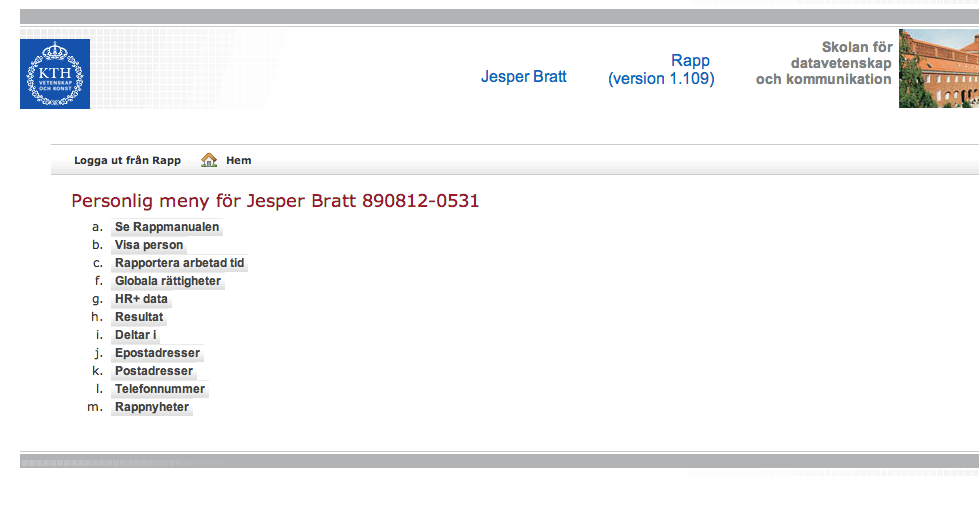 KTH
VETENSKAP
OCH KONST
Jesper Bratt
Rapp
(version 1.109)
Skolan för
datavetenskap
och kommunikation
Logga ut från Rapp Hem
Personlig meny för Jesper Bratt 890812-0531
a. Se Rappmanualen
b. Visa person
c. Rapportera arbetad tid
f. Globala rättigheter
g. HR+ data
h. Resultat
i. Deltar i
j. Epostadresser
k. Postadresser
l. Telefonnummer
m. Rappnyheter